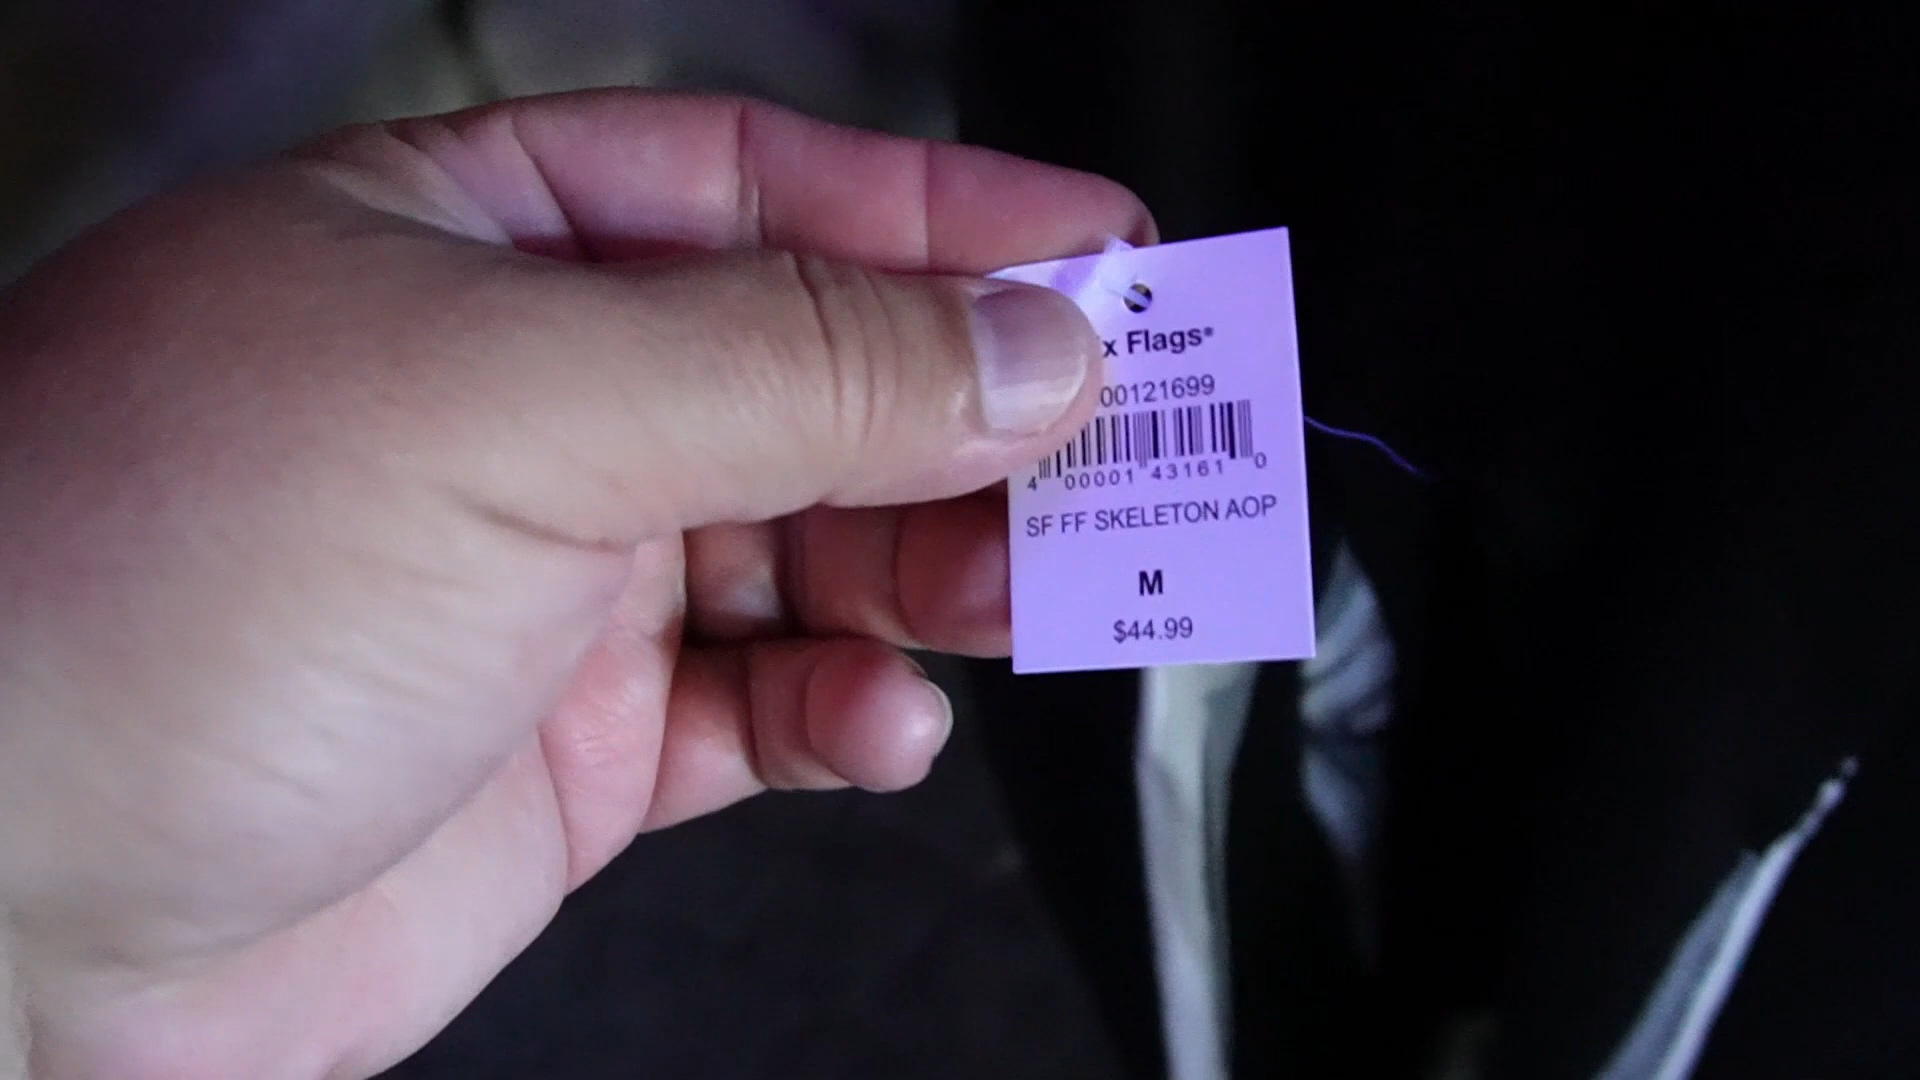 x Flags®
00121699
4 00001 43161 0
SF FF SKELETON AOP
M
$44.99